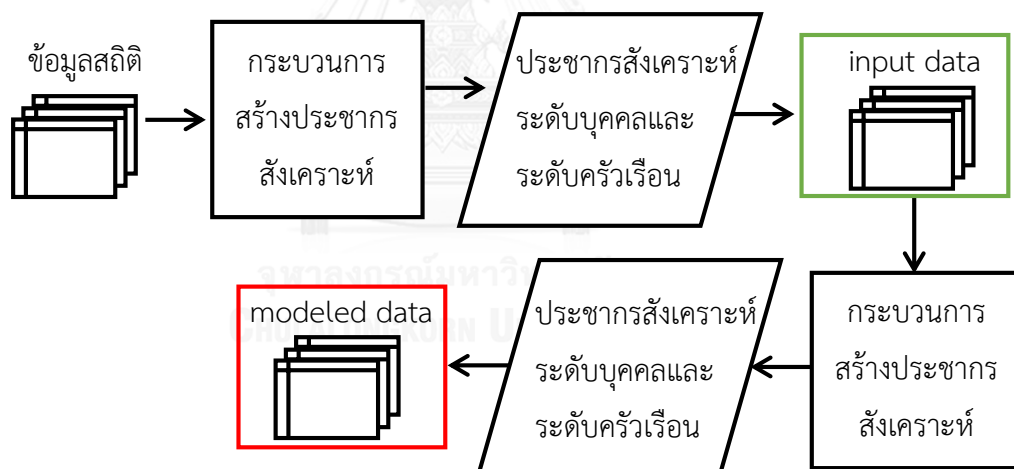 ข้อมูลสถิติ
กระบวนการ
สร้างประชากร
สังเคราะห์
ประชากรสังเคราะห์
ระดับบุคคลและ
ระดับครัวเรือน
input data
กระบวนการ
สร้างประชากร
สังเคราะห์
ประชากรสังเคราะห์
ระดับบุคคลและ
ระดับครัวเรือน
modeled data